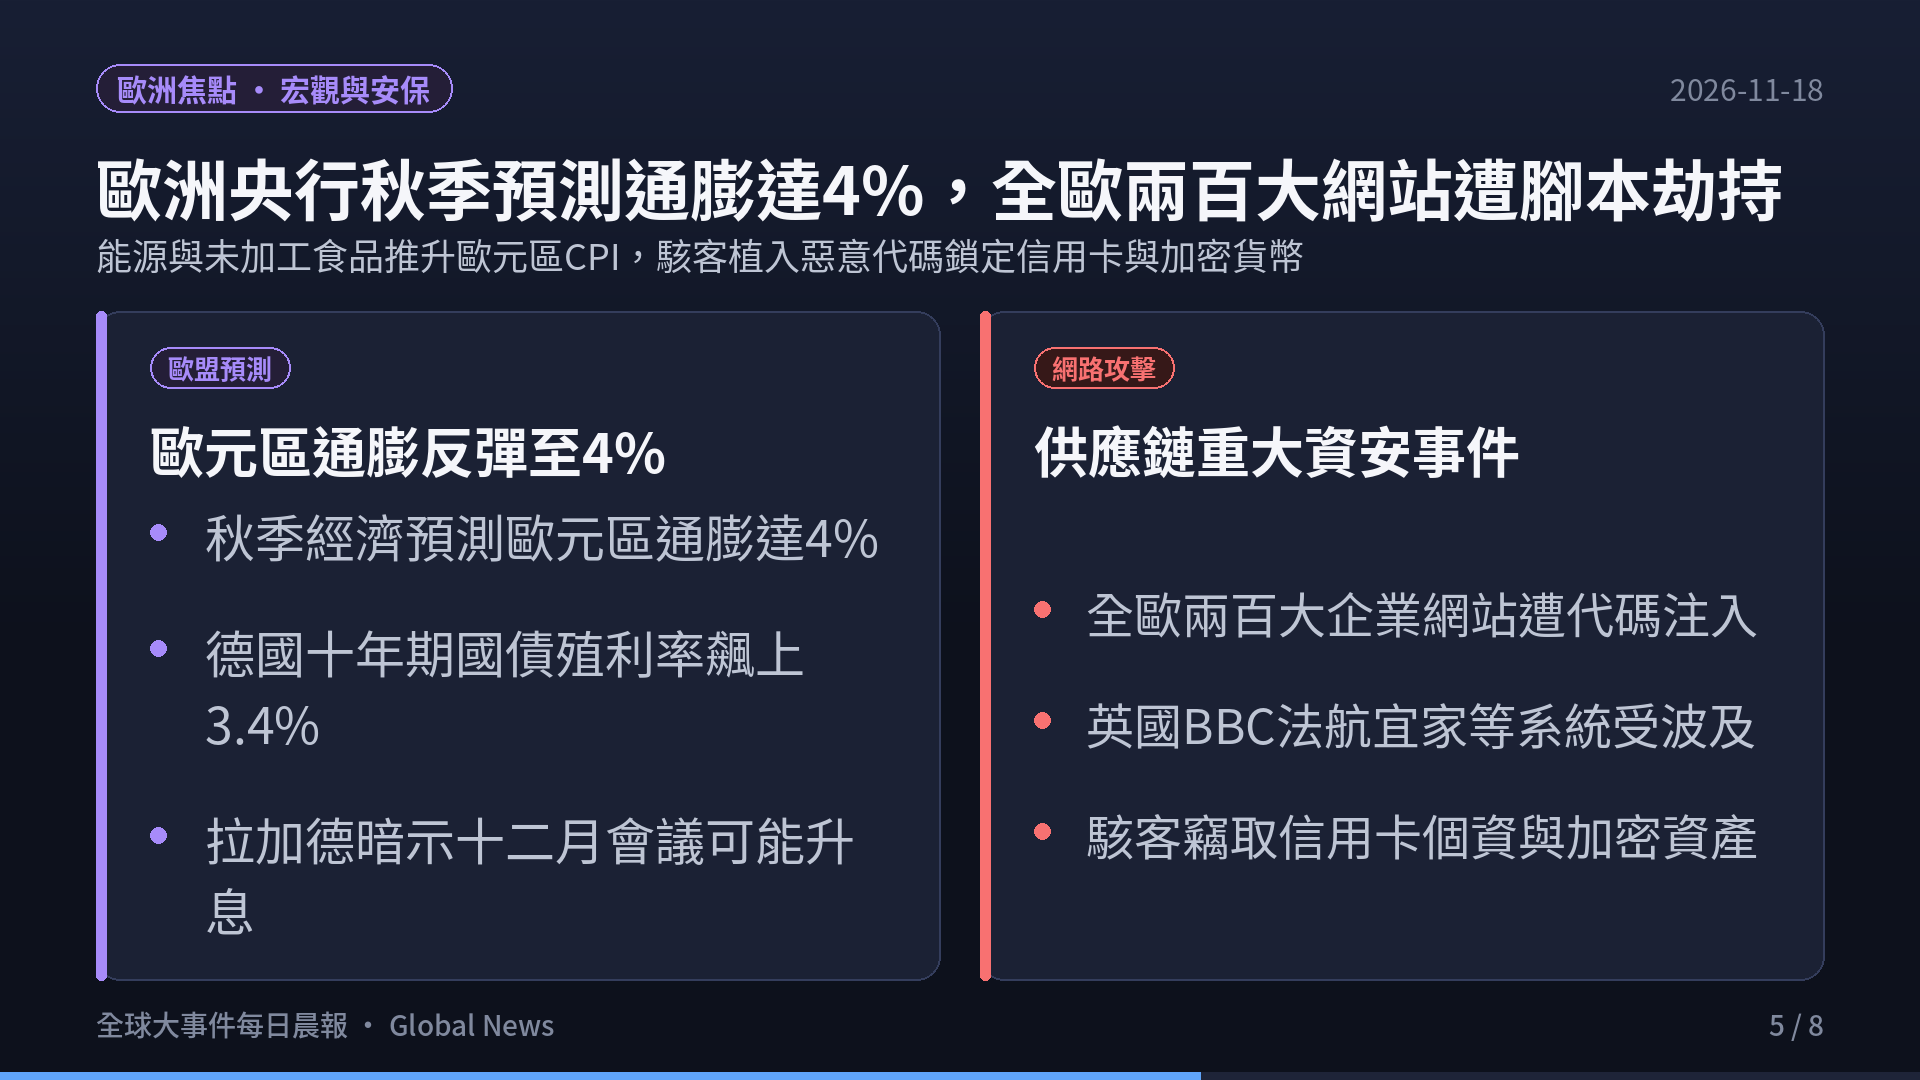 歐洲焦點 · 宏觀與安保
2026-11-18
歐洲央行秋季預測通膨達4%，全歐兩百大網站遭腳本劫持
能源與未加工食品推升歐元區CPI，駭客植入惡意代碼鎖定信用卡與加密貨幣
歐盟預測
歐元區通膨反彈至4%
秋季經濟預測歐元區通膨達4%
德國十年期國債殖利率飆上
3.4%
拉加德暗示十二月會議可能升
息
網路攻擊
供應鏈重大資安事件
全歐兩百大企業網站遭代碼注入
英國BBC法航宜家等系統受波及
駭客竊取信用卡個資與加密資產
全球大事件每日晨報 · Global News
5 / 8